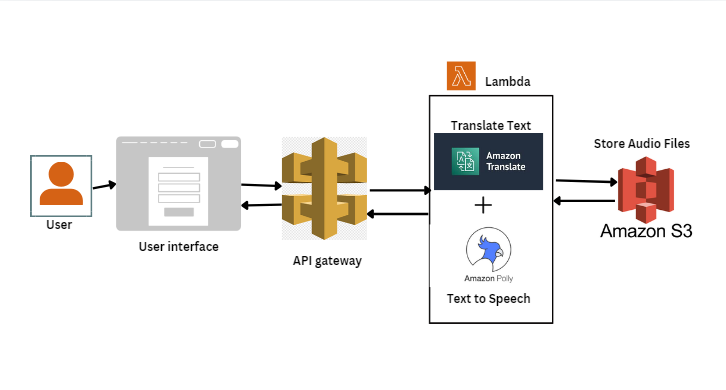 User
User interface
API gateway
Lambda
Translate Text
Amazon
Translate
Amazon Polly
Text to Speech
Store Audio Files
Amazon S3